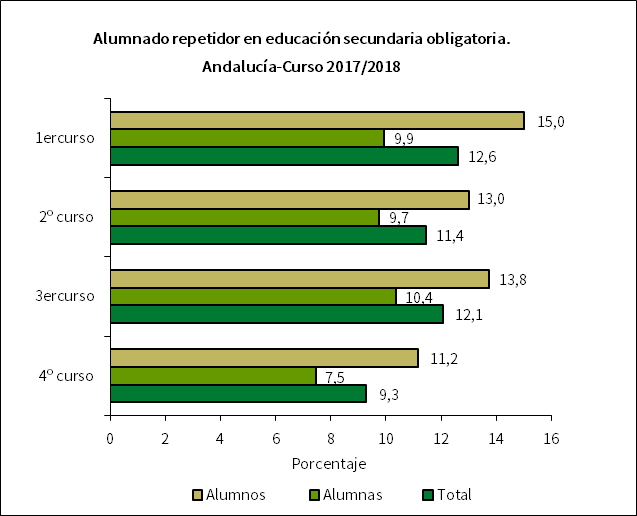 Alumnado repetidor en educación secundaria obligatoria.
Andalucía-Curso 2017/2018
1ercurso
15,0
9,9
12,6
2º curso
13,0
9,7
11,4
3ercurso
13,8
10,4
12,1
4º curso
11,2
7,5
9,3
0 2 4 6 8 10 12 14 16
Porcentaje
Alumnos Alumnas Total